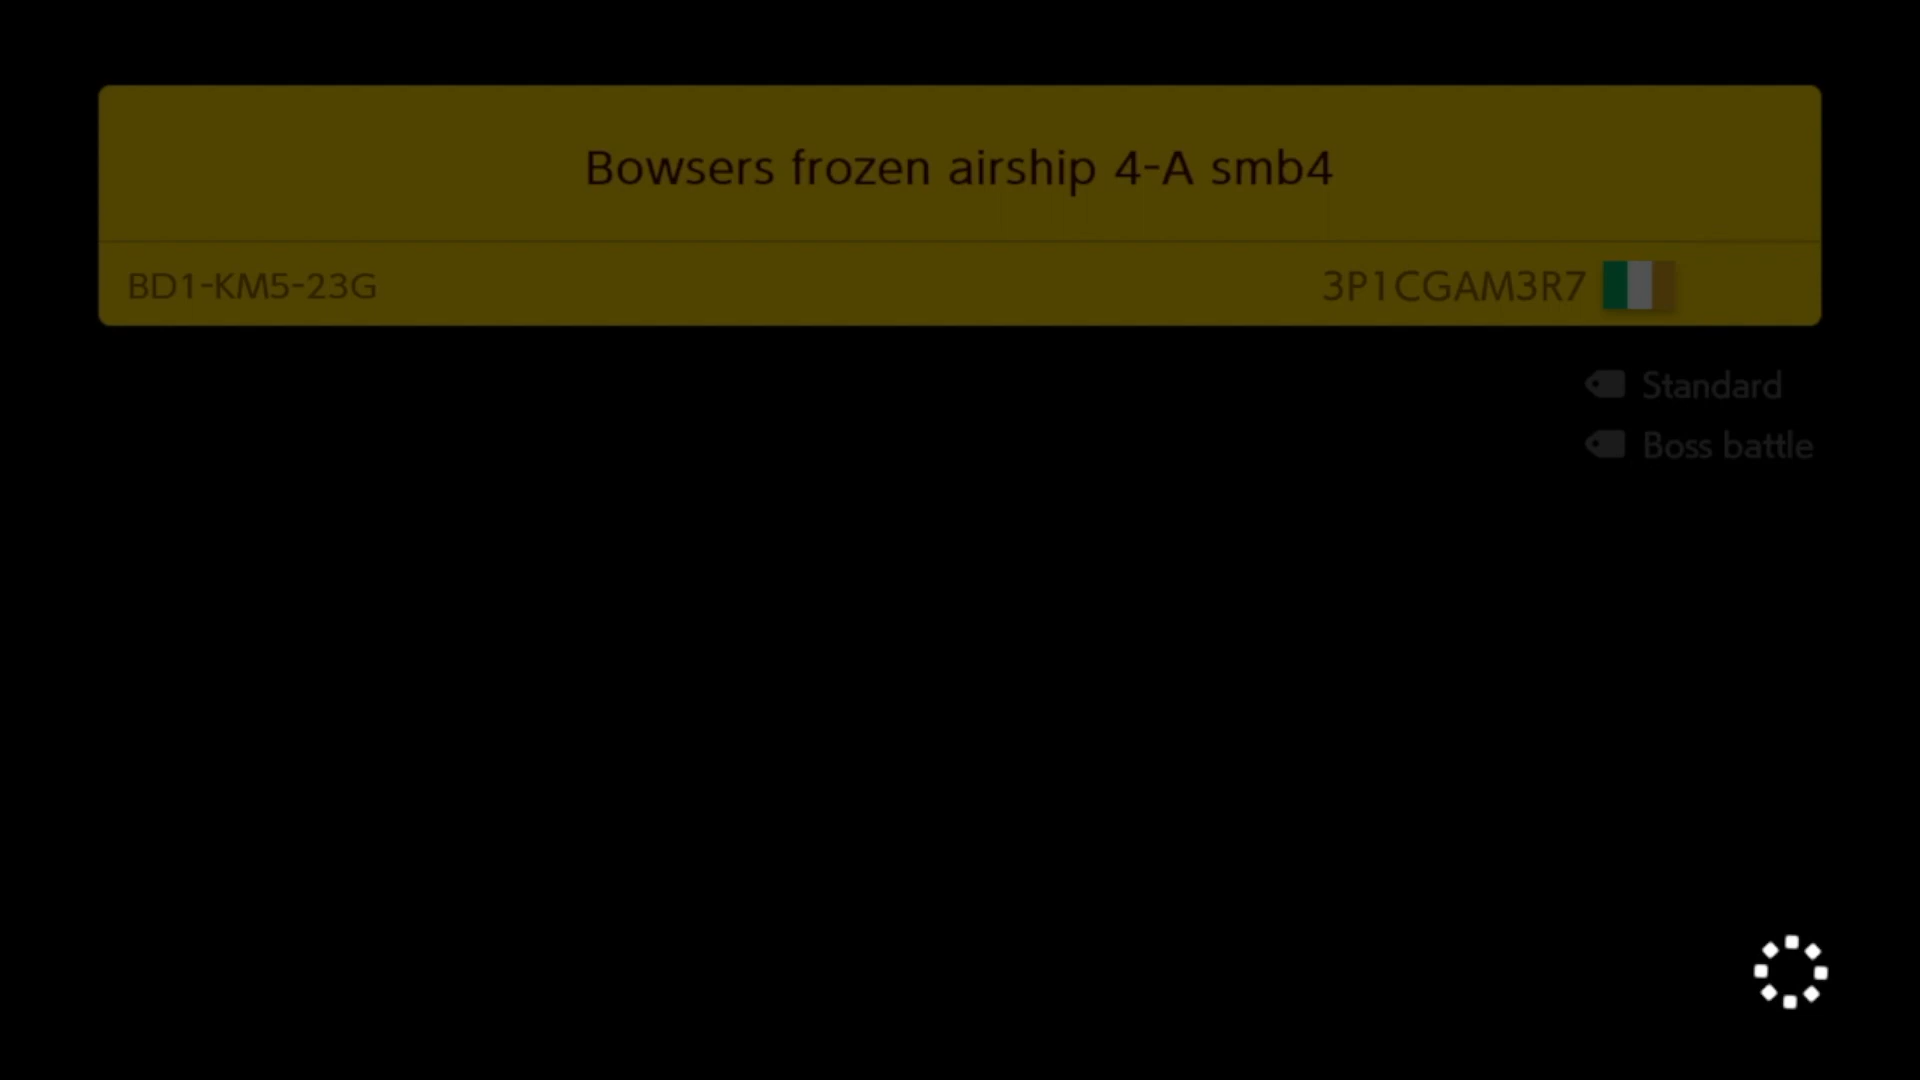 Bowsers frozen airship 4-A smb4
BD1-KM5-23G
3P1CGAM3R7
Standard
Boss battle